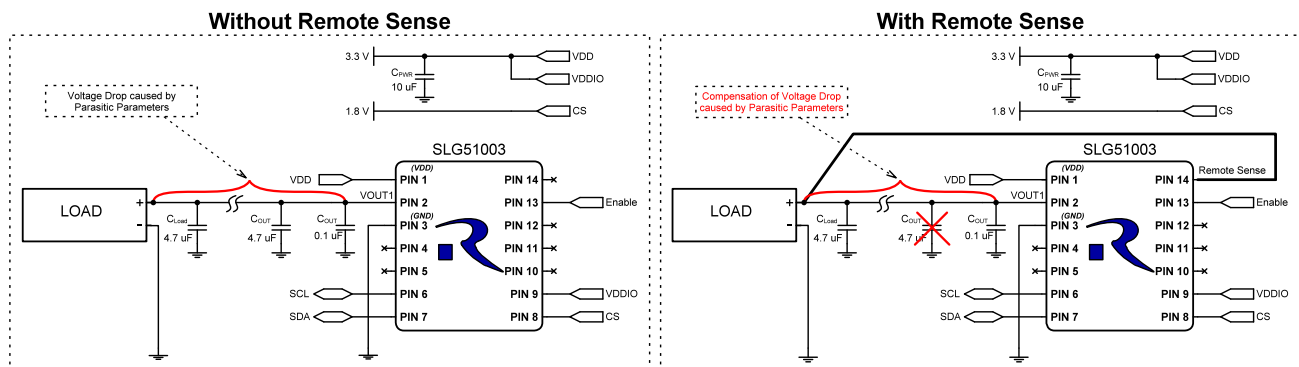 Without Remote Sense
3.3 V
CPWR
10 uF
VDD
VDDIO
1.8 V
CS
Voltage Drop caused by
Parasitic Parameters
SLG51003
VDD
VOUT1
LOAD
+
-
CLoad
4.7 uF
COUT
4.7 uF
COUT
0.1 uF
(VDD)
PIN 1
PIN 2
(GND)
PIN 3
PIN 4
PIN 5
PIN 6
PIN 7
PIN 14
PIN 13
PIN 12
PIN 11
PIN 10
PIN 9
PIN 8
Enable
VDDIO
CS
SCL
SDA
With Remote Sense
3.3 V
CPWR
10 uF
VDD
VDDIO
1.8 V
CS
Compensation of Voltage Drop
caused by Parasitic Parameters
SLG51003
VDD
VOUT1
LOAD
+
-
CLoad
4.7 uF
COUT
4.7 uF
COUT
0.1 uF
(VDD)
PIN 1
PIN 2
(GND)
PIN 3
PIN 4
PIN 5
PIN 6
PIN 7
PIN 14
PIN 13
PIN 12
PIN 11
PIN 10
PIN 9
PIN 8
Remote Sense
Enable
VDDIO
CS
SCL
SDA